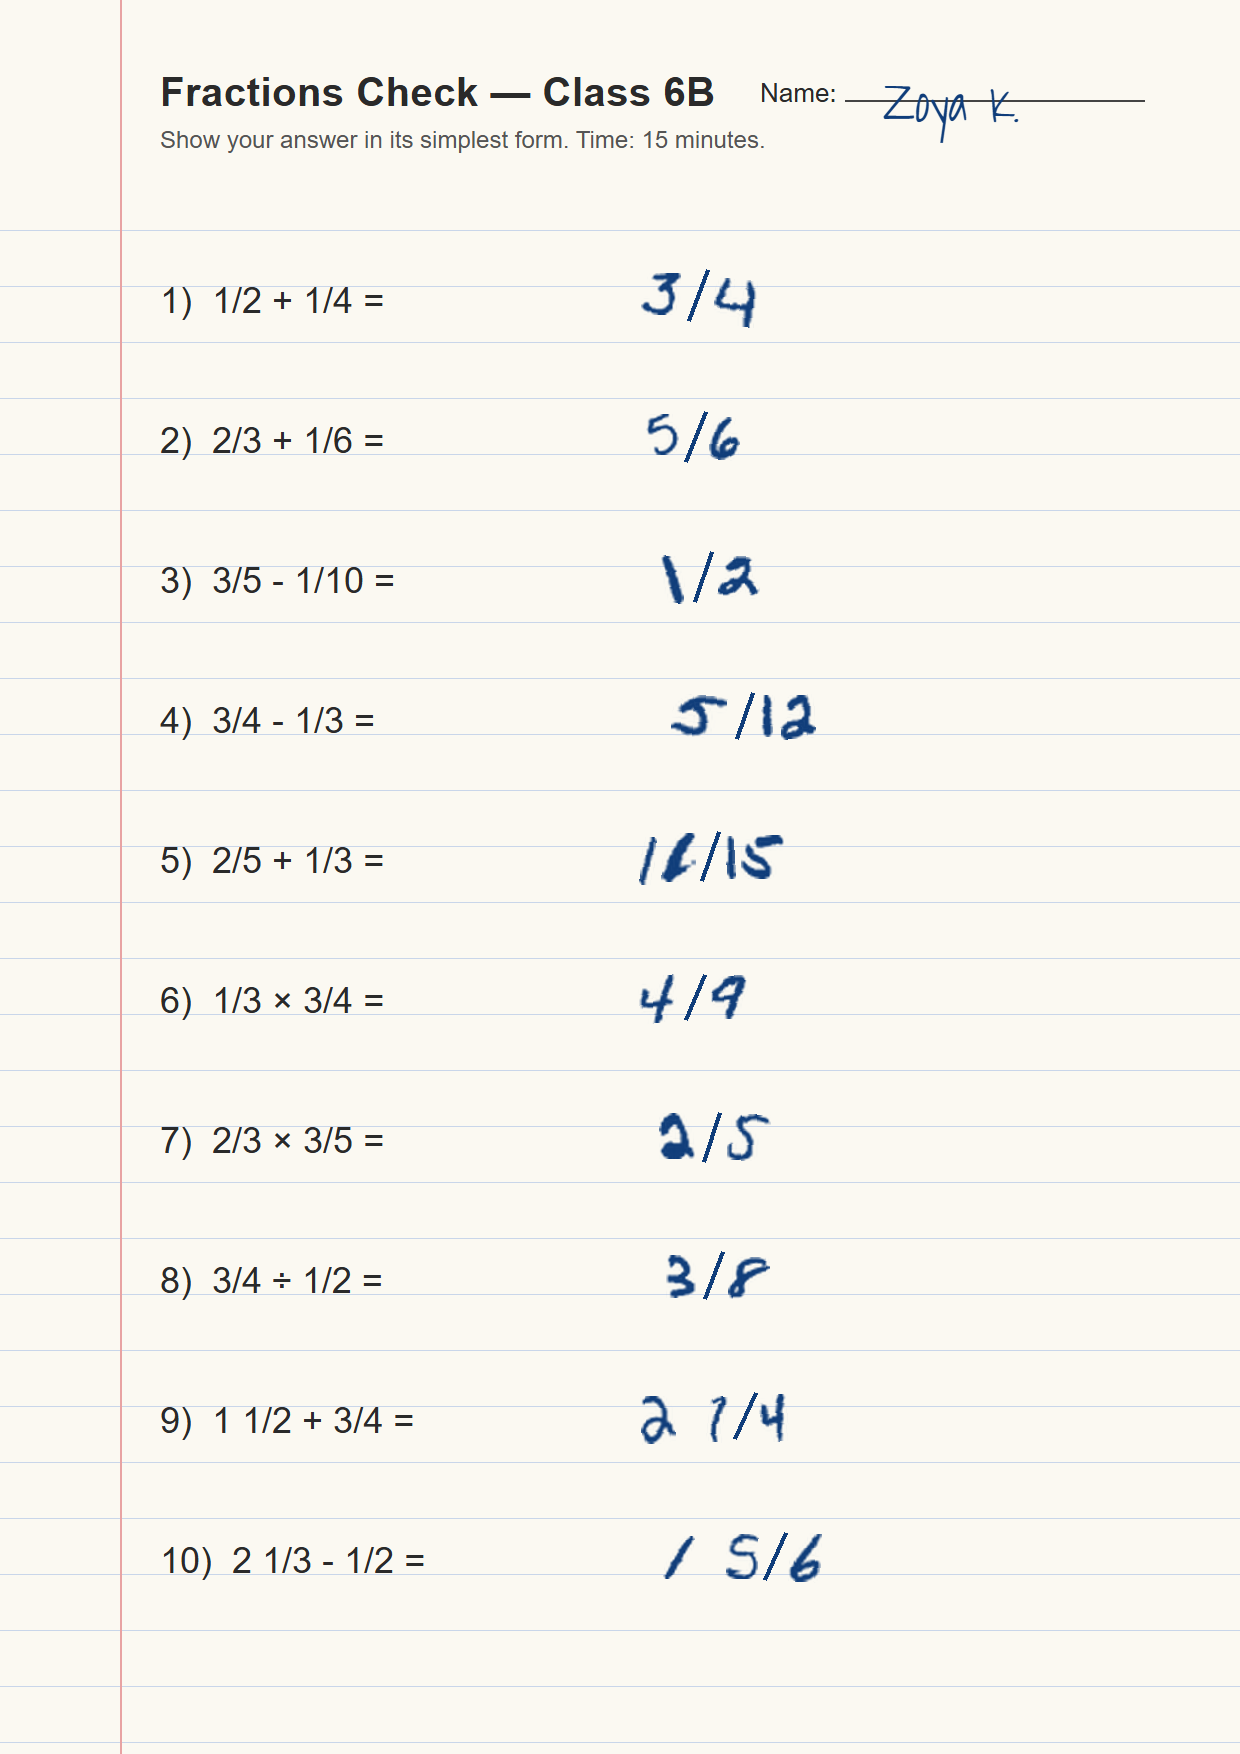 Fractions Check — Class 6B Name: Zoya K.
Show your answer in its simplest form. Time: 15 minutes.
1) 1/2 + 1/4 = 3/4
2) 2/3 + 1/6 = 5/6
3) 3/5 - 1/10 = 1/2
4) 3/4 - 1/3 = 5/12
5) 2/5 + 1/3 = 16/15
6) 1/3 × 3/4 = 4/9
7) 2/3 × 3/5 = 2/5
8) 3/4 ÷ 1/2 = 3/8
9) 1 1/2 + 3/4 = 2 1/4
10) 2 1/3 - 1/2 = 1 5/6